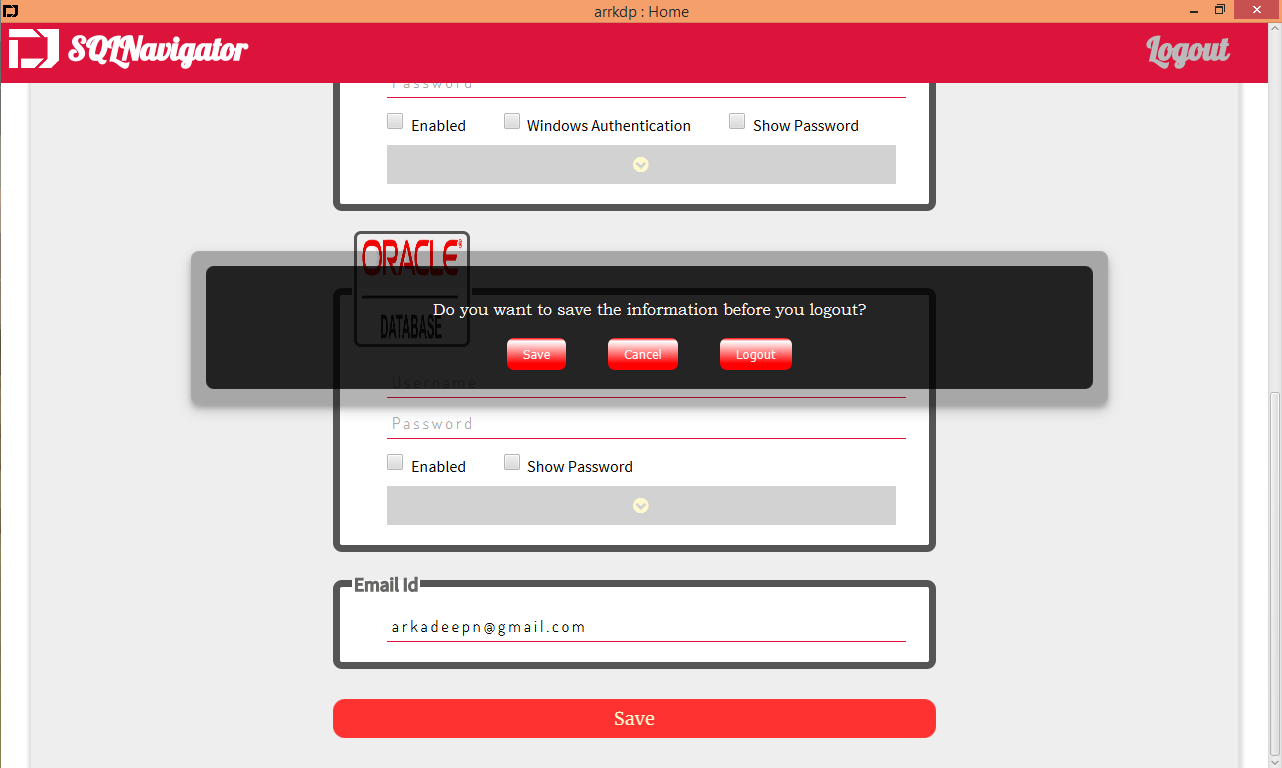 arrkdp : Home
SQLNavigator
Logout
Password
Enabled Windows Authentication Show Password
ORACLE®
DATABASE
Do you want to save the information before you logout?
Save Cancel Logout
Username
Password
Enabled Show Password
Email Id
arkadeepn@gmail.com
Save